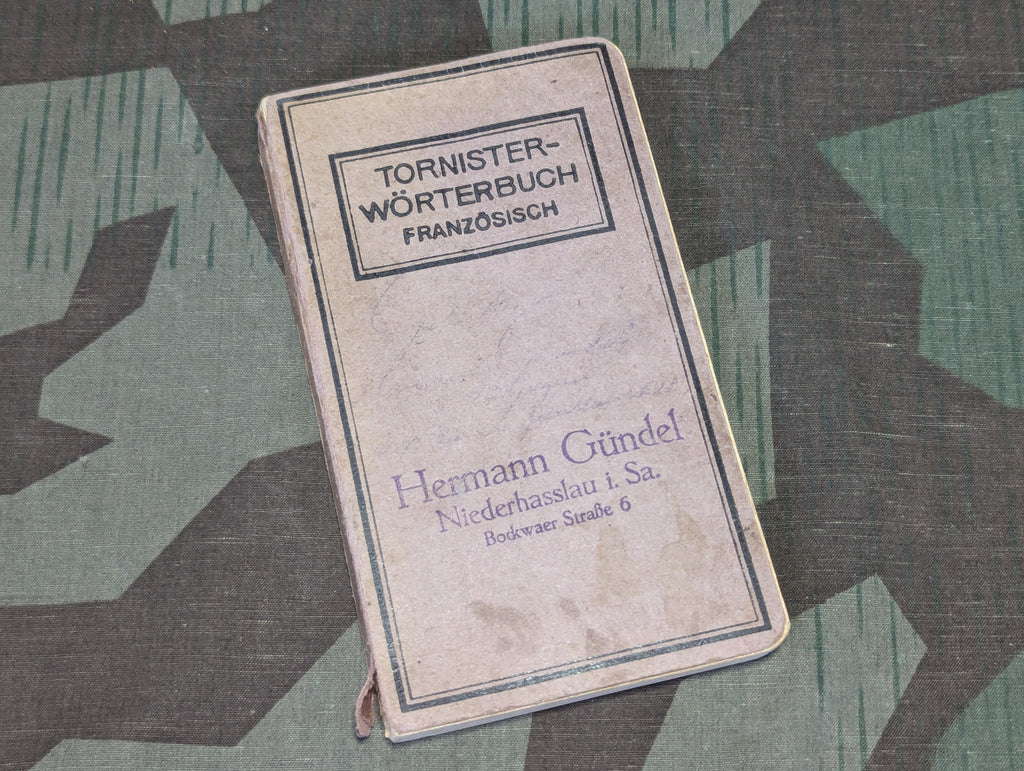 TORNISTER-
WÖRTERBUCH
FRANZÖSISCH
Hermann Gündel
Niederhasslau i. Sa.
Bockwaer Straße 6